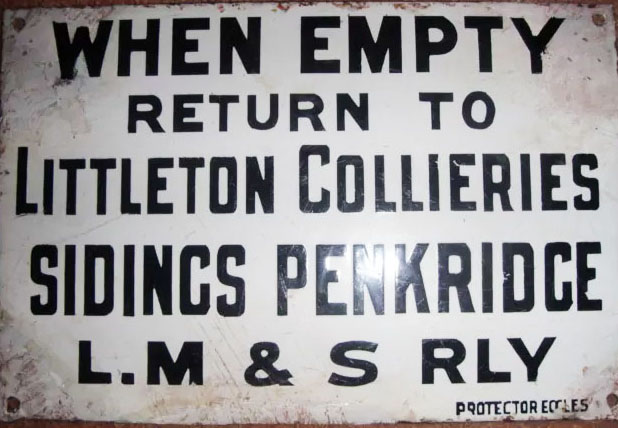 WHEN EMPTY
RETURN TO
LITTLETON COLLIERIES
SIDINGS PENKRIDGE
L.M & S RLY
PROTECTOR ECCLES